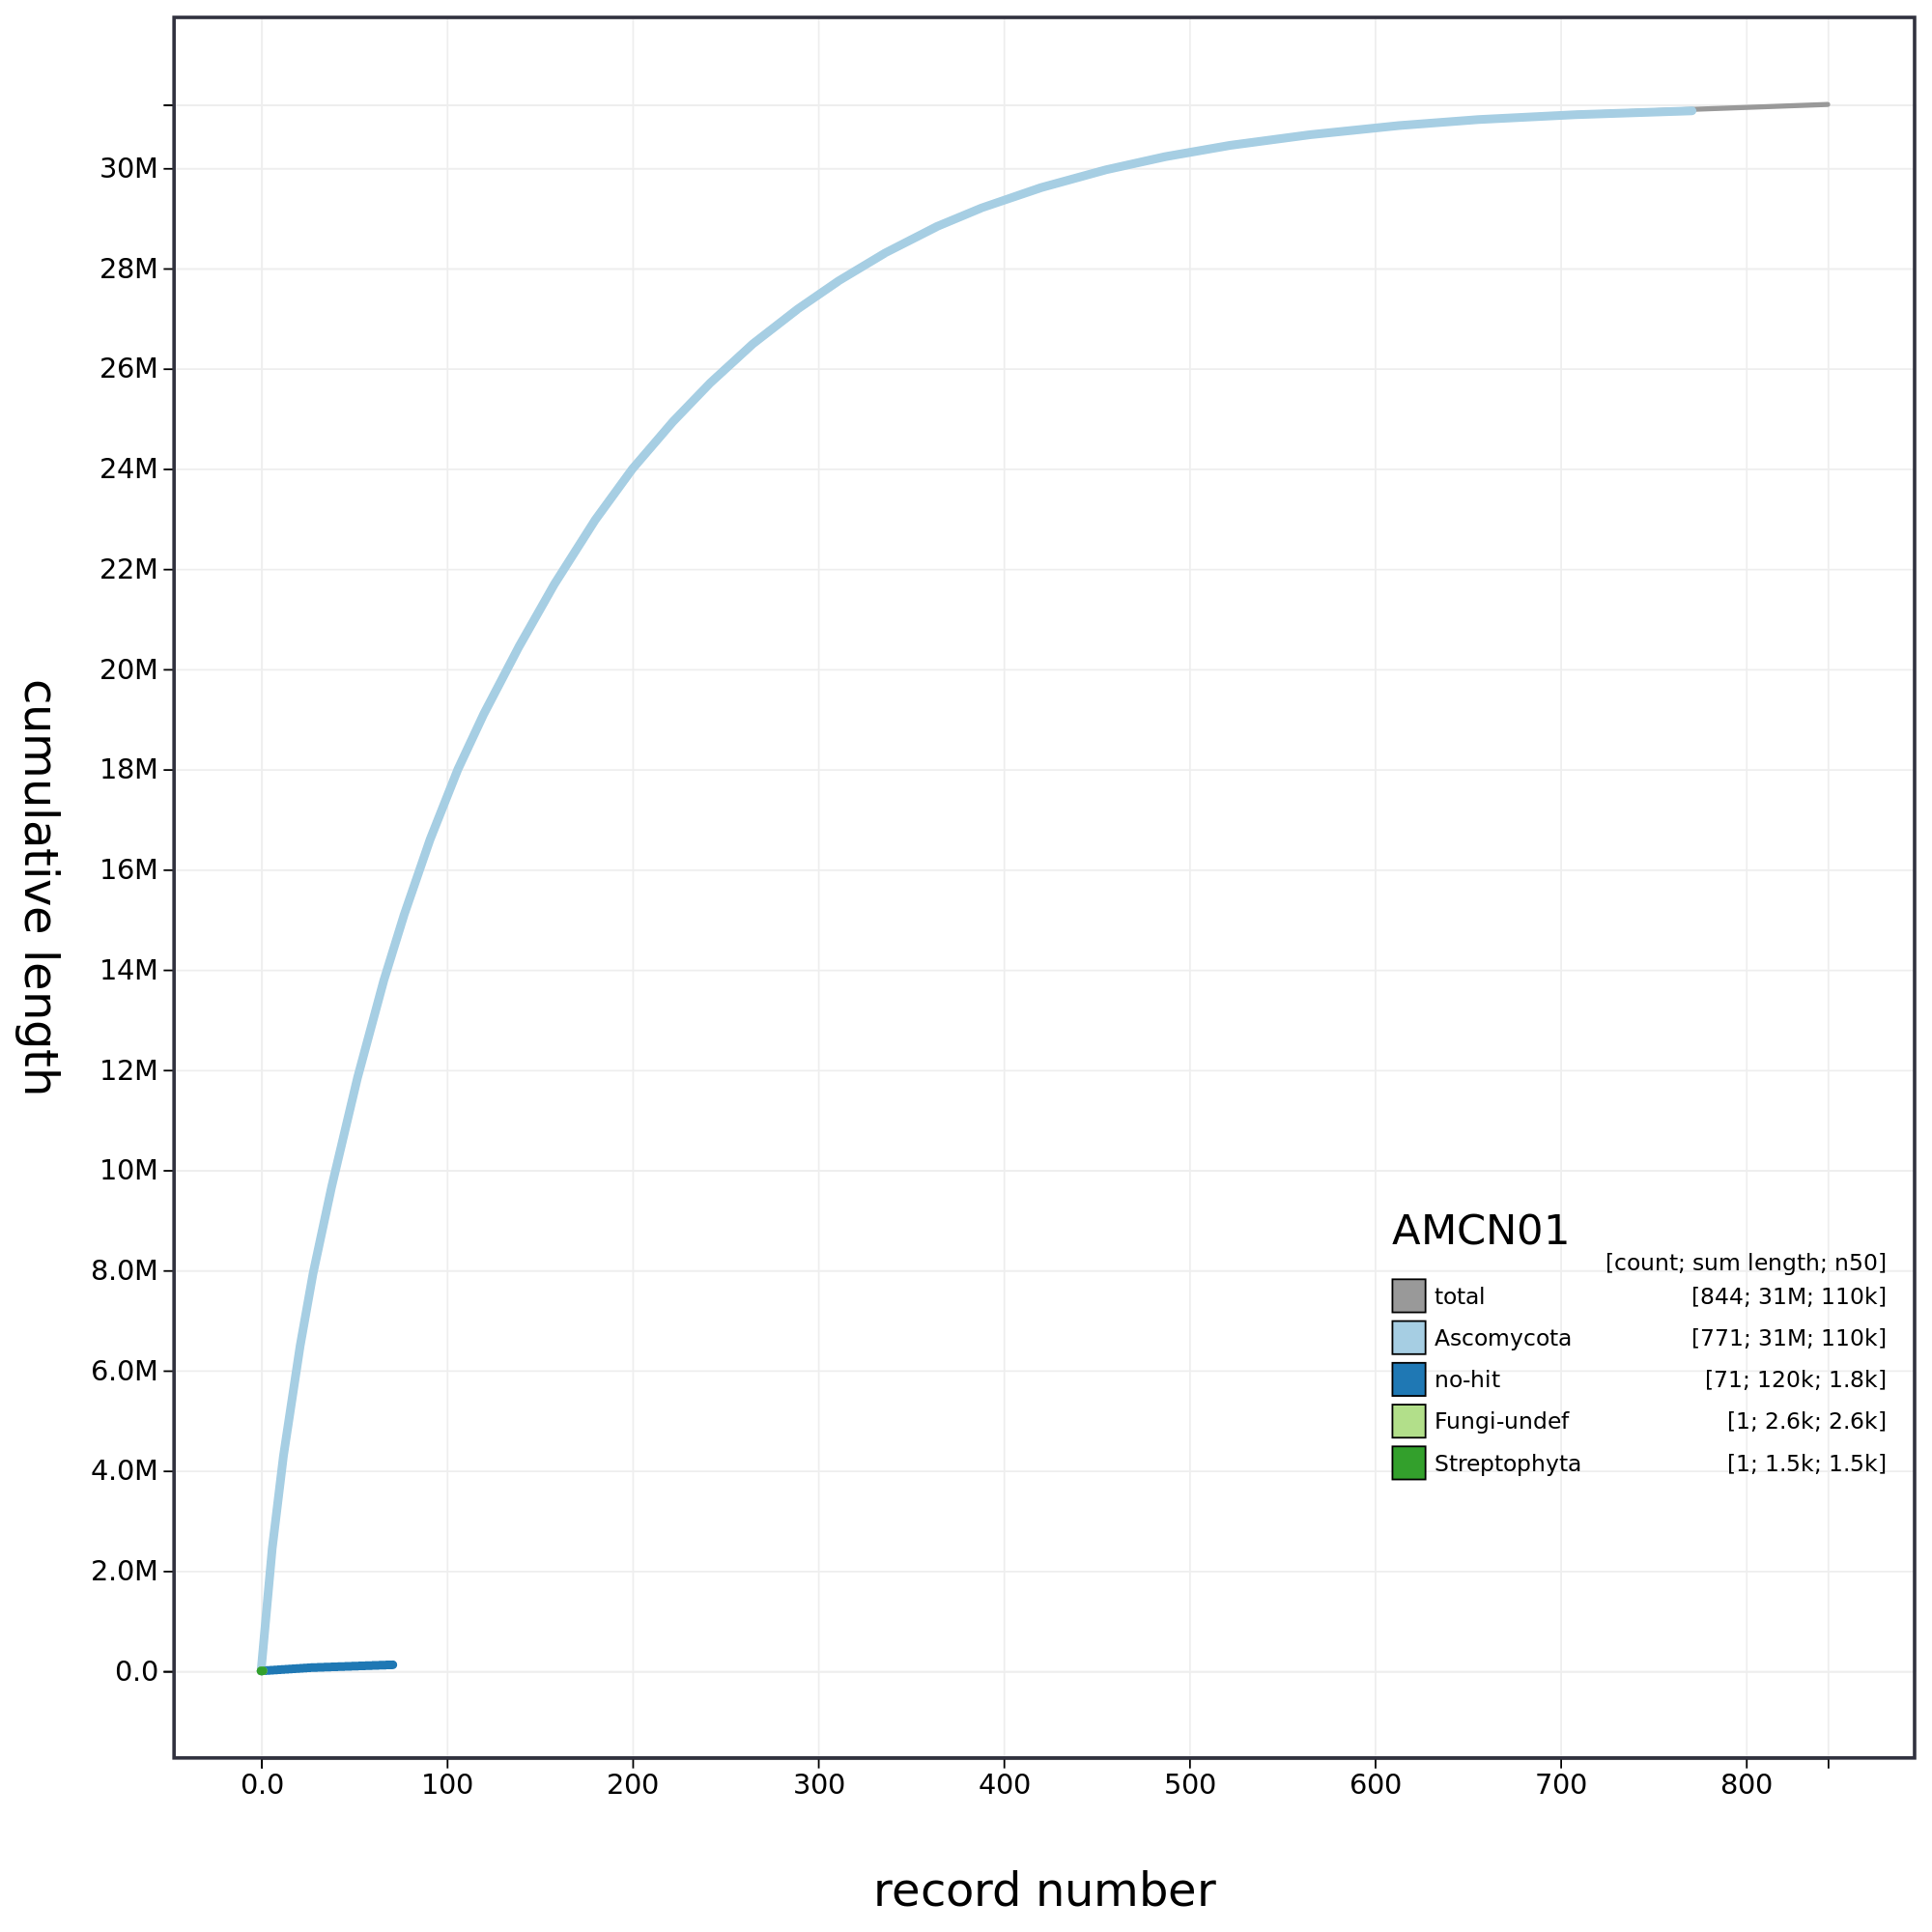 cumulative length
30M
28M
26M
24M
22M
20M
18M
16M
14M
12M
10M
8.0M
6.0M
4.0M
2.0M
0.0
AMCN01
[count; sum length; n50]
total [844; 31M; 110k]
Ascomycota [771; 31M; 110k]
no-hit [71; 120k; 1.8k]
Fungi-undef [1; 2.6k; 2.6k]
Streptophyta [1; 1.5k; 1.5k]
0.0 100 200 300 400 500 600 700 800
record number